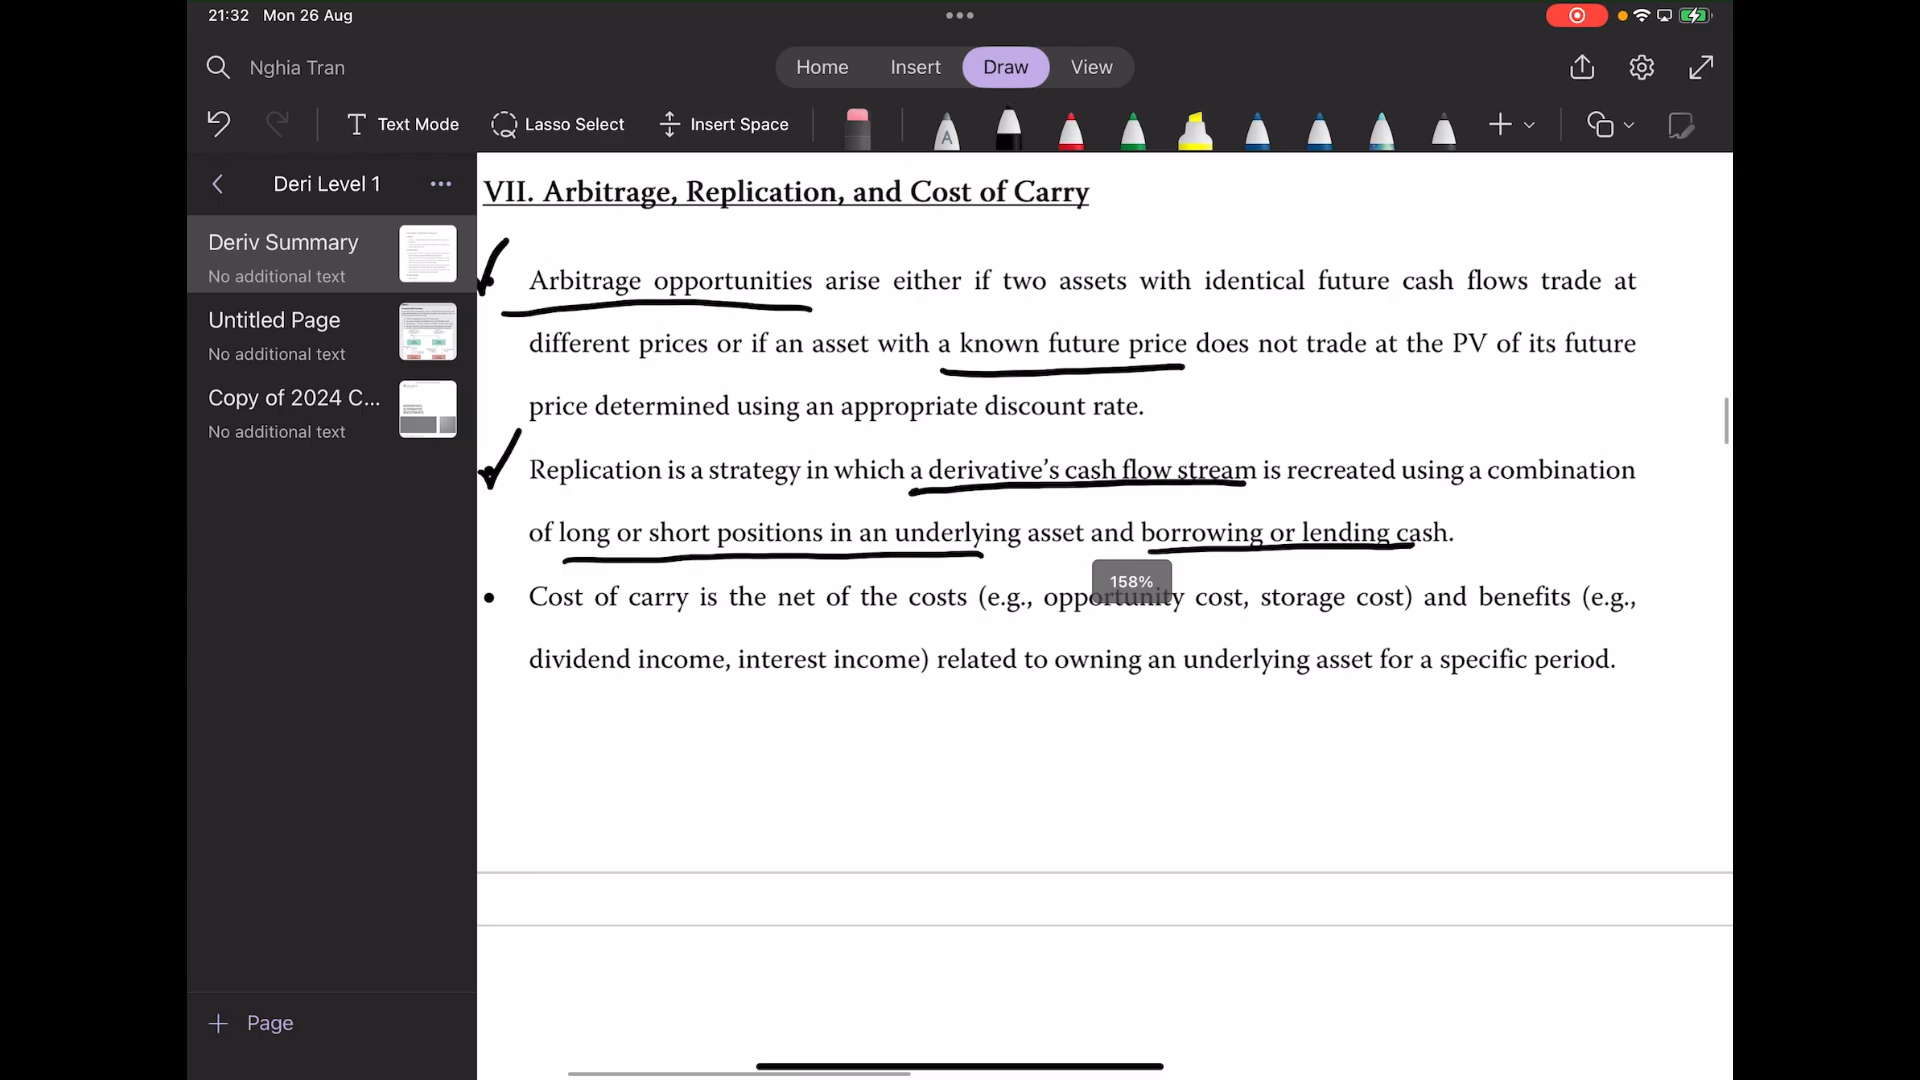 21:32 Mon 26 Aug
Nghia Tran
Home Insert Draw View
Text Mode Lasso Select Insert Space
A
Deri Level 1
Deriv Summary
No additional text
Untitled Page
No additional text
Copy of 2024 C...
No additional text
Page
VII. Arbitrage, Replication, and Cost of Carry
• Arbitrage opportunities arise either if two assets with identical future cash flows trade at
different prices or if an asset with a known future price does not trade at the PV of its future
price determined using an appropriate discount rate.
• Replication is a strategy in which a derivative's cash flow stream is recreated using a combination
of long or short positions in an underlying asset and borrowing or lending cash.
158%
• Cost of carry is the net of the costs (e.g., opportunity cost, storage cost) and benefits (e.g.,
dividend income, interest income) related to owning an underlying asset for a specific period.